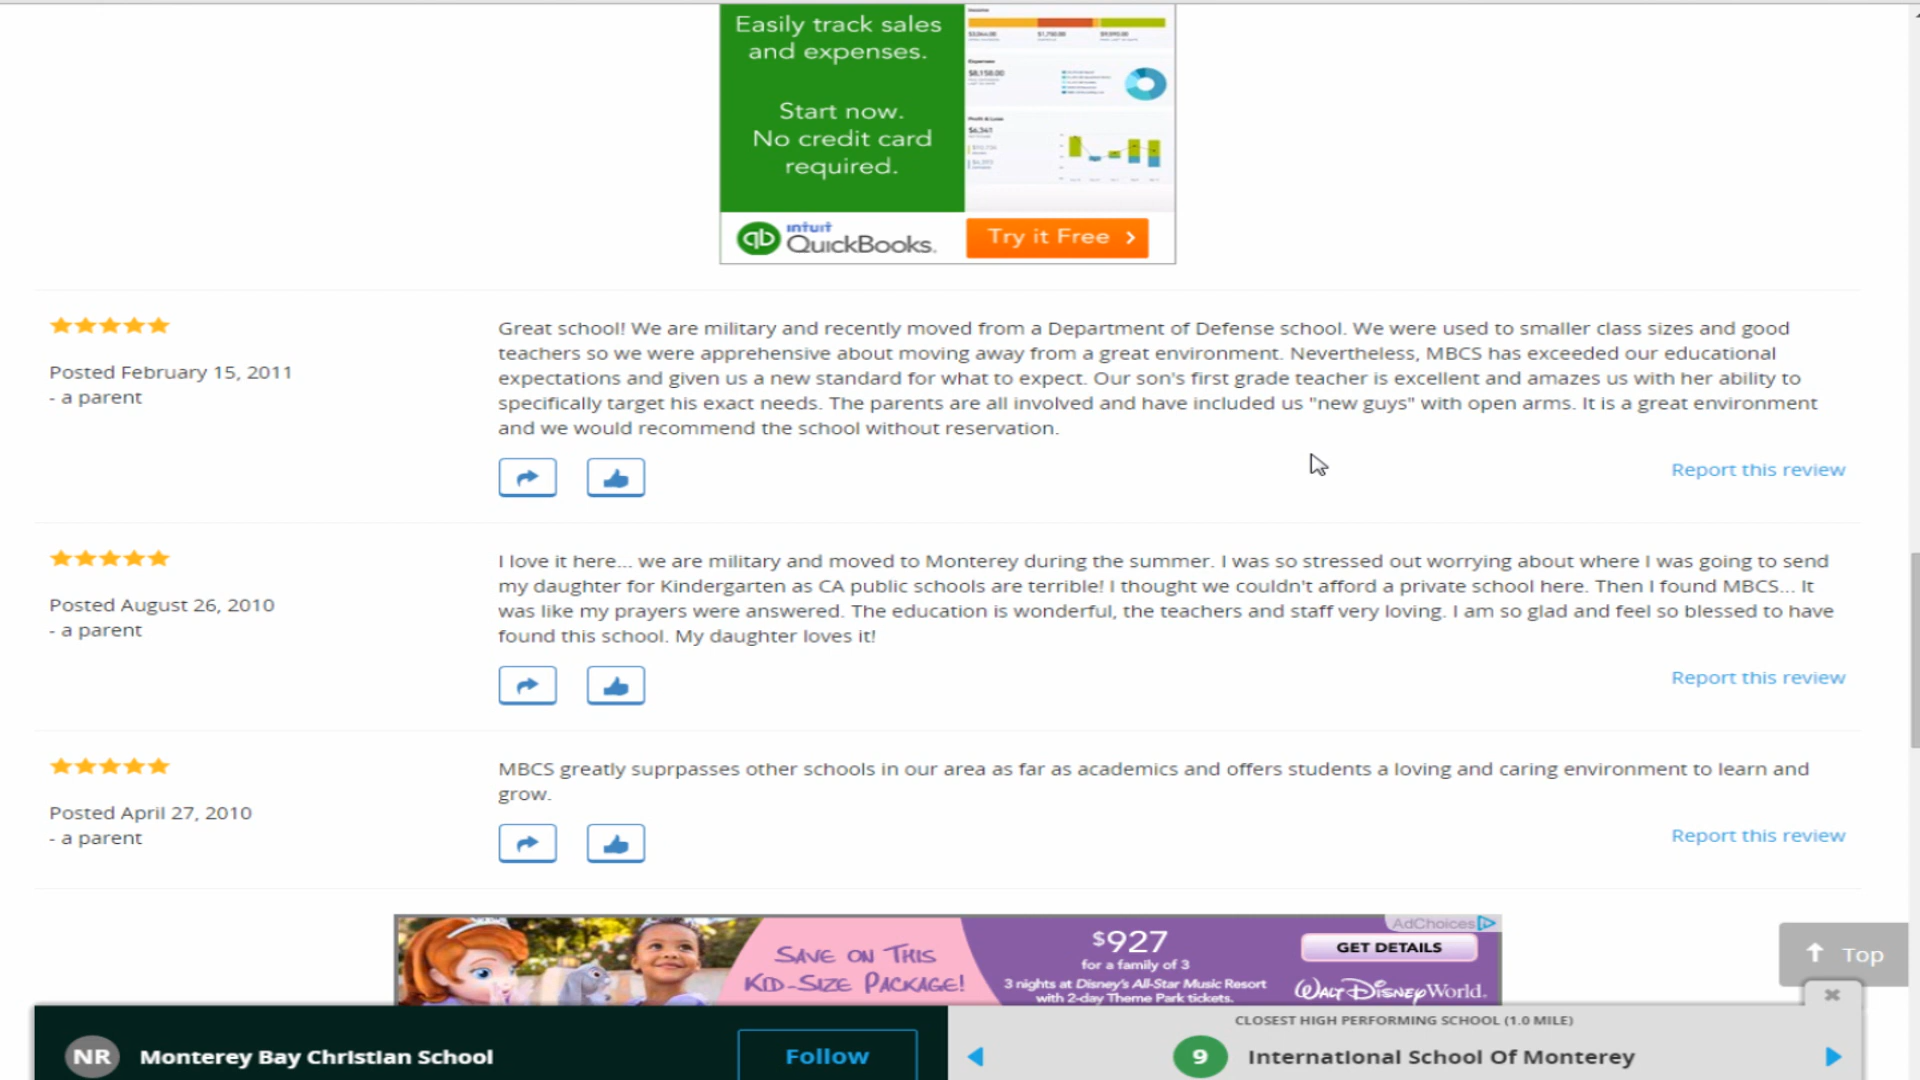 Easily track sales
and expenses.
Start now.
No credit card
required.
Income
Expenses
$8,158.00
Profit & Loss
$6,341
intuit
QuickBooks.
Try it Free
Great school! We are military and recently moved from a Department of Defense school. We were used to smaller class sizes and good
teachers so we were apprehensive about moving away from a great environment. Nevertheless, MBCS has exceeded our educational
Posted February 15, 2011
expectations and given us a new standard for what to expect. Our son's first grade teacher is excellent and amazes us with her ability to
- a parent
specifically target his exact needs. The parents are all involved and have included us "new guys" with open arms. It is a great environment
and we would recommend the school without reservation.
Report this review
I love it here... we are military and moved to Monterey during the summer. I was so stressed out worrying about where I was going to send
my daughter for Kindergarten as CA public schools are terrible! I thought we couldn't afford a private school here. Then I found MBCS... It
Posted August 26, 2010
was like my prayers were answered. The education is wonderful, the teachers and staff very loving. I am so glad and feel so blessed to have
- a parent
found this school. My daughter loves it!
Report this review
MBCS greatly suprpasses other schools in our area as far as academics and offers students a loving and caring environment to learn and
grow.
Posted April 27, 2010
- a parent
Report this review
AdChoices
SAVE ON THIS
KID-SIZE PACKAGE!
$927
for a family of 3
3 nights at Disney's All-Star Music Resort
with 2-day Theme Park tickets.
GET DETAILS
WALT DISNEY World.
Top
NR Monterey Bay Christian School
Follow
CLOSEST HIGH PERFORMING SCHOOL (1.0 MILE)
9 International School Of Monterey